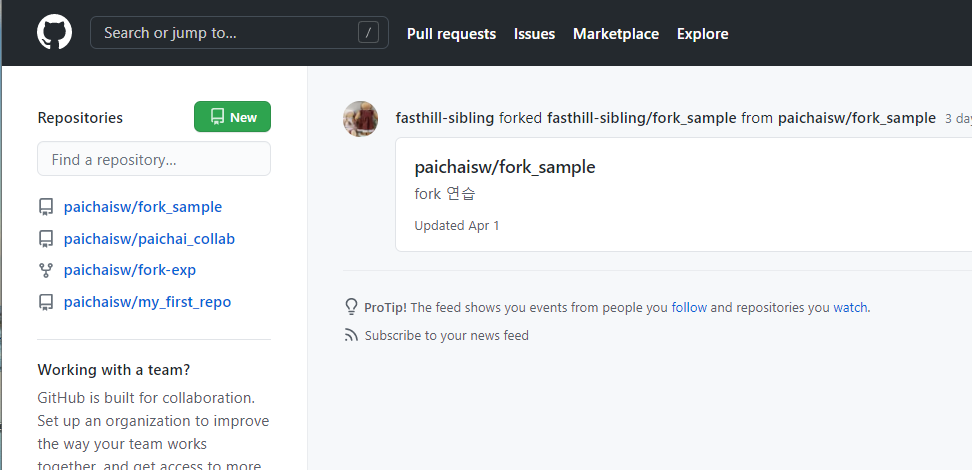 Search or jump to... /
Pull requests Issues Marketplace Explore
Repositories
New
Find a repository...
paichaisw/fork_sample
paichaisw/paichai_collab
paichaisw/fork-exp
paichaisw/my_first_repo
Working with a team?
GitHub is built for collaboration.
Set up an organization to improve
the way your team works
together, and get access to more
fasthill-sibling forked fasthill-sibling/fork_sample from paichaisw/fork_sample 3 day
paichaisw/fork_sample
fork 연습
Updated Apr 1
ProTip! The feed shows you events from people you follow and repositories you watch.
Subscribe to your news feed